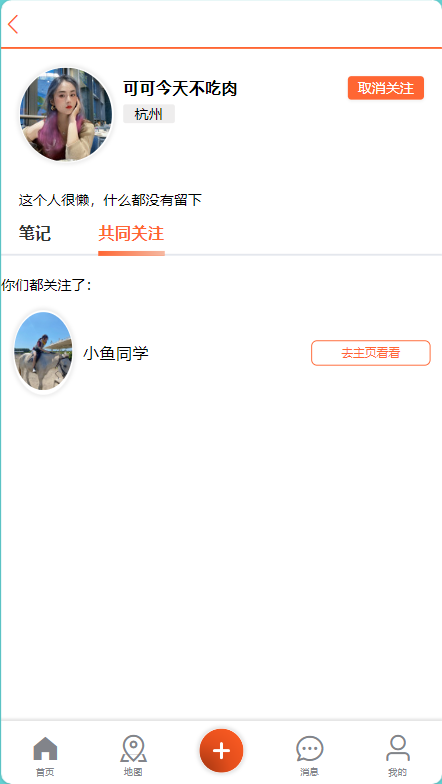 可可今天不吃肉
取消关注
杭州
这个人很懒，什么都没有留下
笔记
共同关注
你们都关注了：
小鱼同学
去主页看看
首页
地图
消息
我的